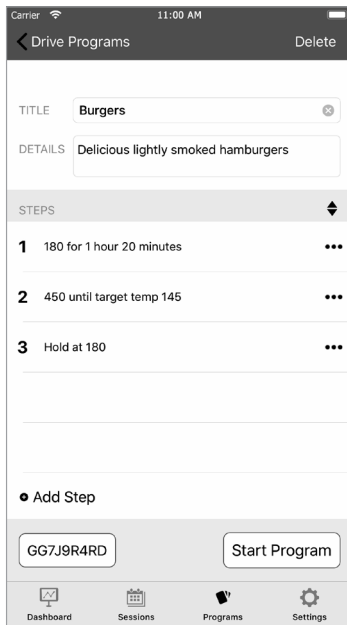 Carrier 11:00 AM
Drive Programs Delete
TITLE Burgers
DETAILS Delicious lightly smoked hamburgers
STEPS
1 180 for 1 hour 20 minutes
2 450 until target temp 145
3 Hold at 180
Add Step
GG7J9R4RD Start Program
Dashboard Sessions Programs Settings